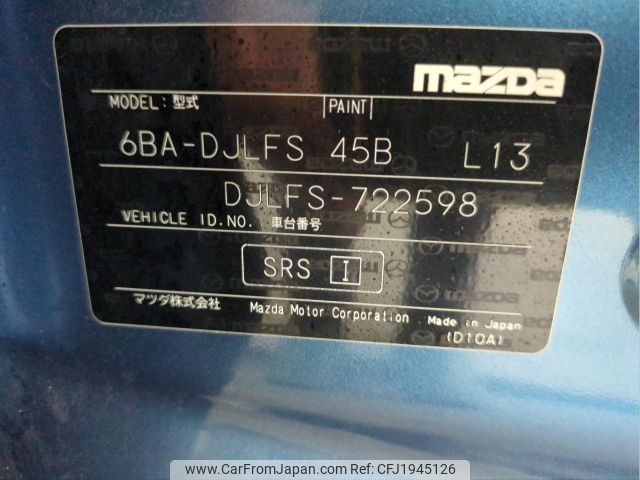 mazda
MODEL: 型式 PAINT
6BA-DJLFS 45B L13
DJLFS-722598
VEHICLE ID.NO. 車台番号
SRS I
マツダ株式会社 Mazda Motor Corporation Made in Japan
(D10A)
www.CarFromJapan.com - CFJ1945126